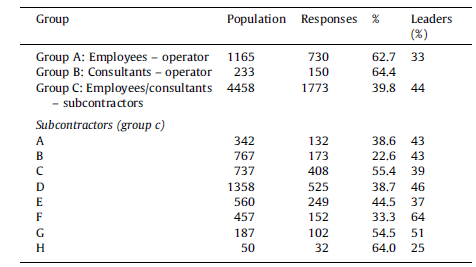 Group Population Responses % Leaders
(%)
Group A: Employees – operator 1165 730 62.7 33
Group B: Consultants – operator 233 150 64.4
Group C: Employees/consultants 4458 1773 39.8 44
– subcontractors
Subcontractors (group c)
A 342 132 38.6 43
B 767 173 22.6 43
C 737 408 55.4 39
D 1358 525 38.7 46
E 560 249 44.5 37
F 457 152 33.3 64
G 187 102 54.5 51
H 50 32 64.0 25